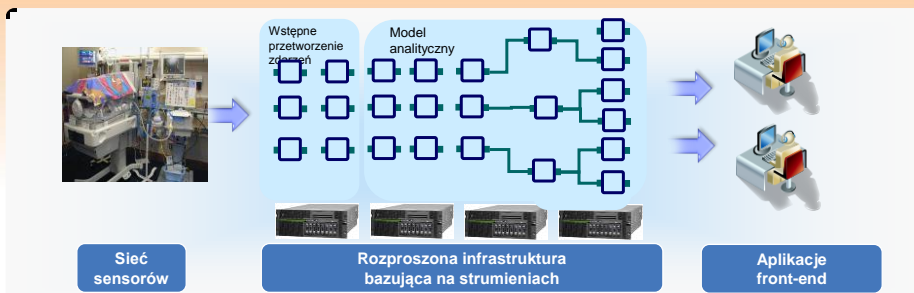 Wstępne
przetworzenie
zdarzeń
Model
analityczny
Sieć
sensorów
Rozproszona infrastruktura
bazująca na strumieniach
Aplikacje
front-end